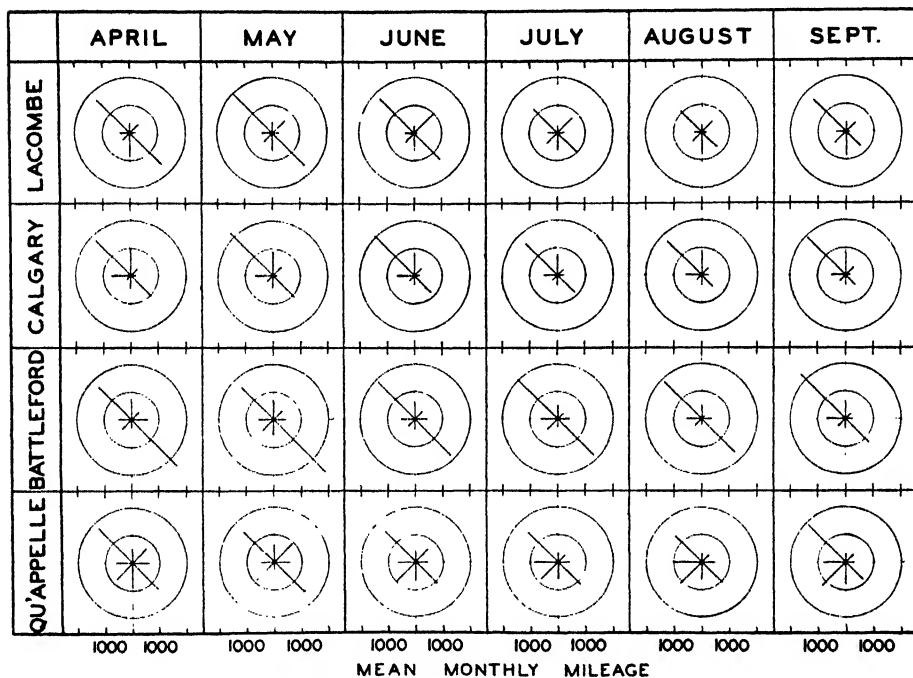 APRIL MAY JUNE JULY AUGUST SEPT.
LACOMBE
CALGARY
BATTLEFORD
QU'APPELLE
1000 1000 1000 1000 1000 1000 1000 1000 1000 1000 1000 1000
MEAN MONTHLY MILEAGE